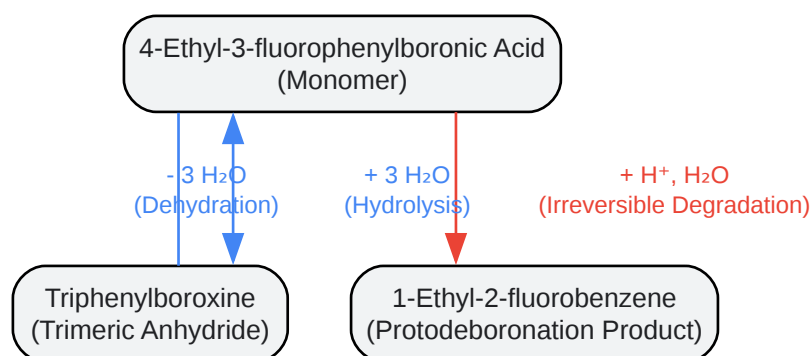 4-Ethyl-3-fluorophenylboronic Acid
(Monomer)
- 3 H₂O
(Dehydration)
+ 3 H₂O
(Hydrolysis)
+ H⁺, H₂O
(Irreversible Degradation)
Triphenylboroxine
(Trimeric Anhydride)
1-Ethyl-2-fluorobenzene
(Protodeboronation Product)